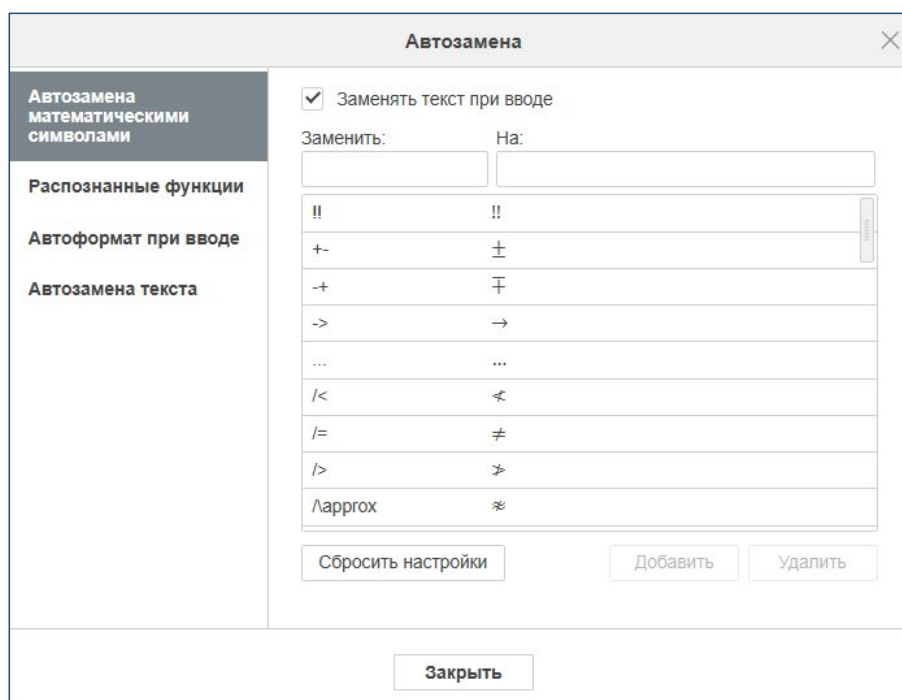 Автозамена
Автозамена
математическими
символами
Распознанные функции
Автоформат при вводе
Автозамена текста
Заменять текст при вводе
Заменить: На:
!! ‼
+- ±
-+ ∓
-> →
... …
/< ≮
/= ≠
/> ≯
/\approx ≉
Сбросить настройки Добавить Удалить
Закрыть